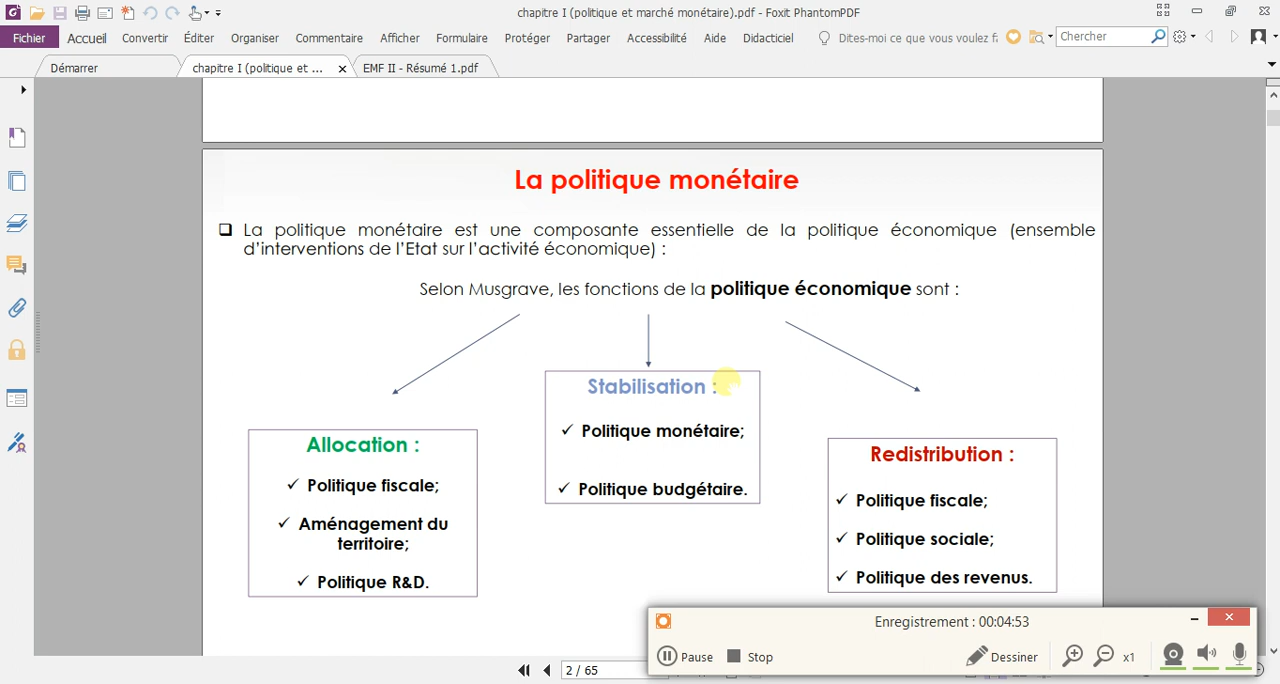 chapitre I (politique et marché monétaire).pdf - Foxit PhantomPDF
Fichier Accueil Convertir Éditer Organiser Commentaire Afficher Formulaire Protéger Partager Accessibilité Aide Didacticiel Dites-moi ce que vous voulez f Chercher
Démarrer chapitre I (politique et ... EMF II - Résumé 1.pdf
La politique monétaire
La politique monétaire est une composante essentielle de la politique économique (ensemble
d'interventions de l'Etat sur l'activité économique) :
Selon Musgrave, les fonctions de la politique économique sont :
Allocation :
Politique fiscale;
Aménagement du
territoire;
Politique R&D.
Stabilisation :
Politique monétaire;
Politique budgétaire.
Redistribution :
Politique fiscale;
Politique sociale;
Politique des revenus.
Enregistrement : 00:04:53
Pause Stop Dessiner x1
2 / 65